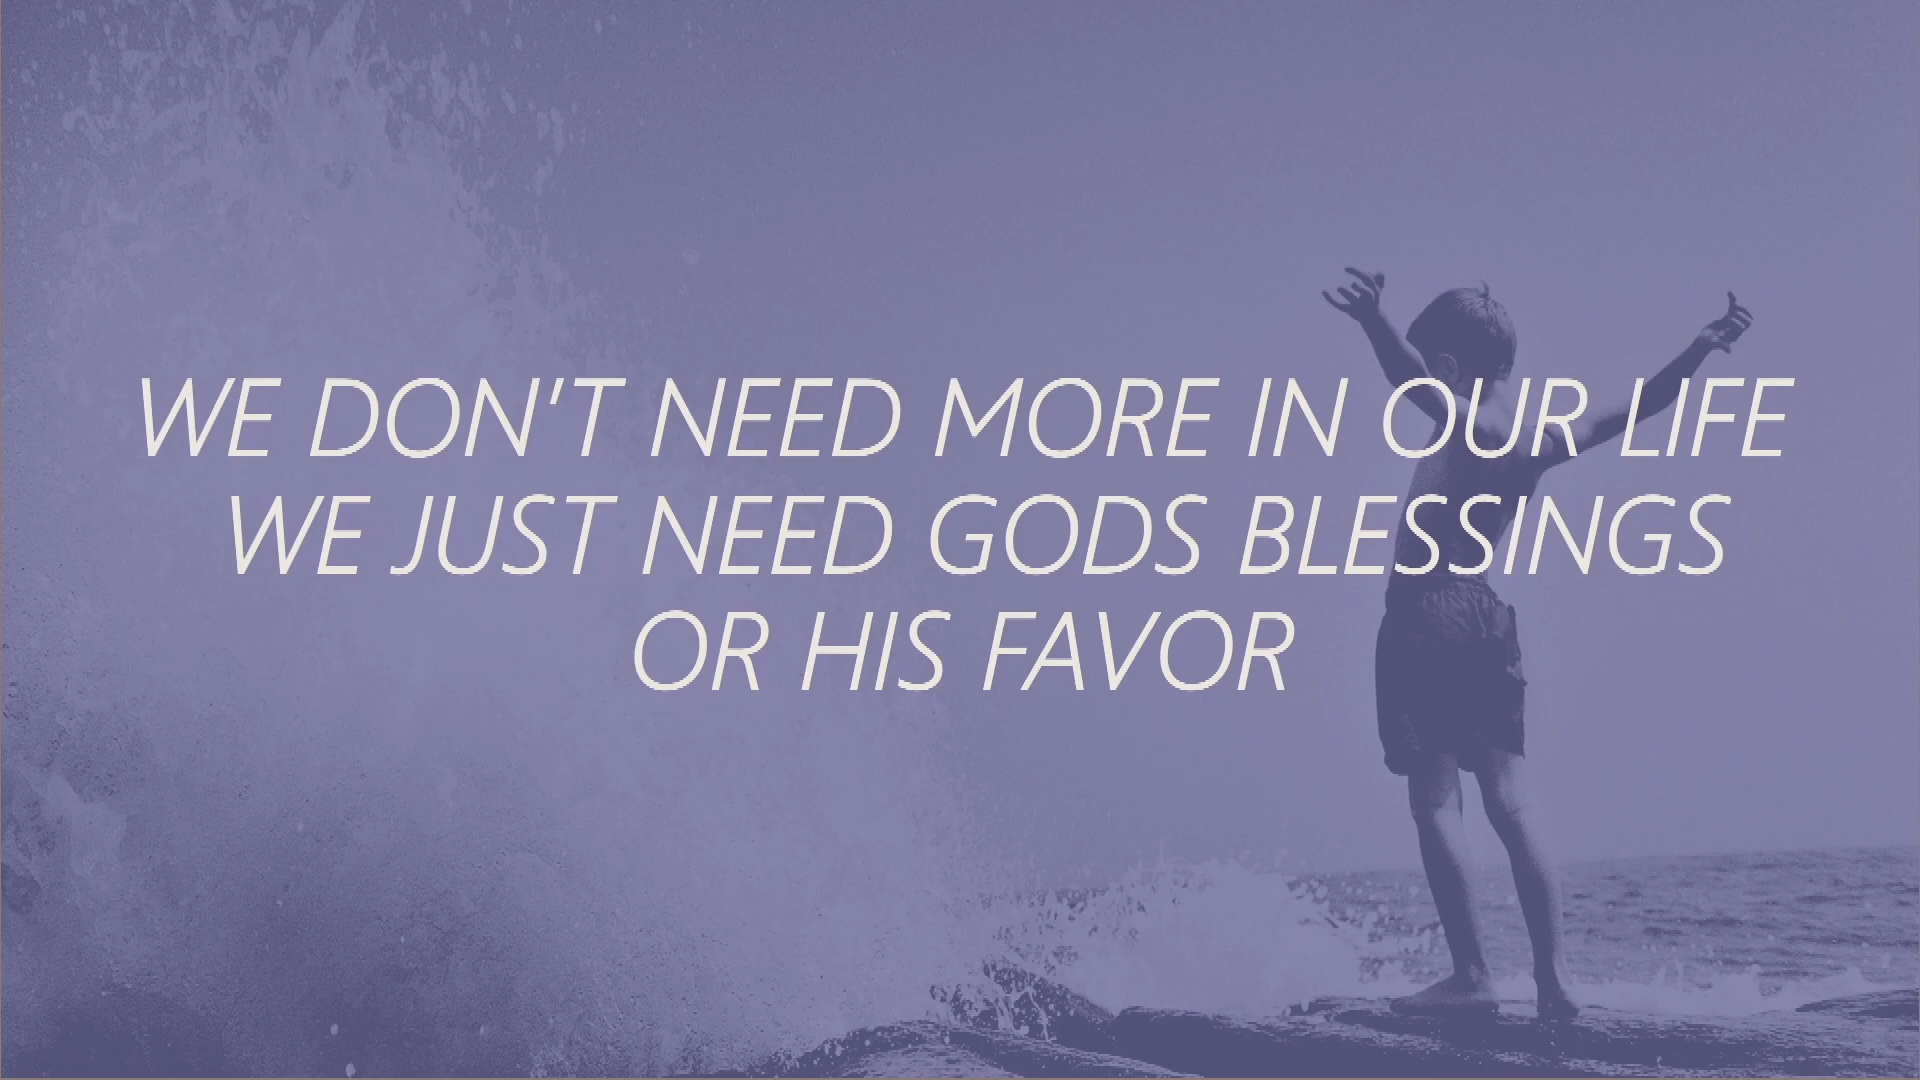 WE DON'T NEED MORE IN OUR LIFE
WE JUST NEED GODS BLESSINGS
OR HIS FAVOR